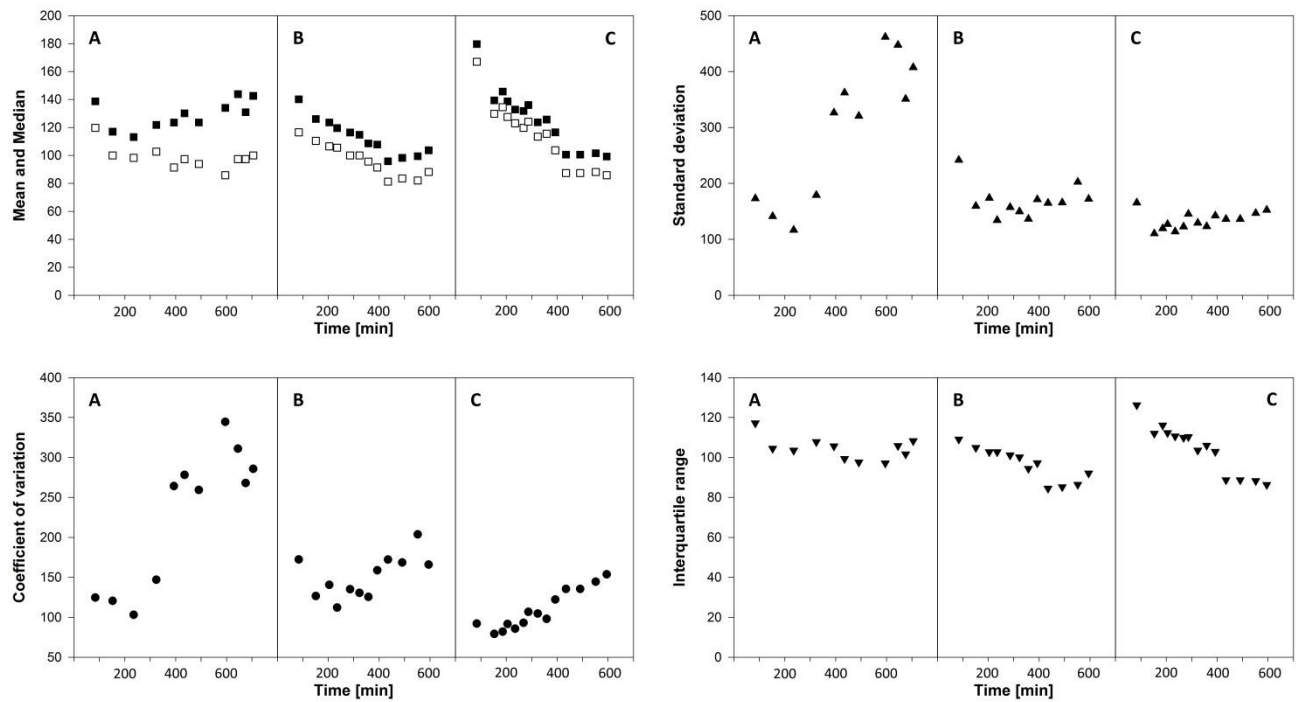 Mean and Median
200
180
160
140
120
100
80
60
40
20
0
A B C
200 400 600 200 400 600 200 400 600
Time [min]
Standard deviation
500
400
300
200
100
0
A B C
200 400 600 200 400 600 200 400 600
Time [min]
Coefficient of variation
400
350
300
250
200
150
100
50
A B C
200 400 600 200 400 600 200 400 600
Time [min]
Interquartile range
140
120
100
80
60
40
20
0
A B C
200 400 600 200 400 600 200 400 600
Time [min]